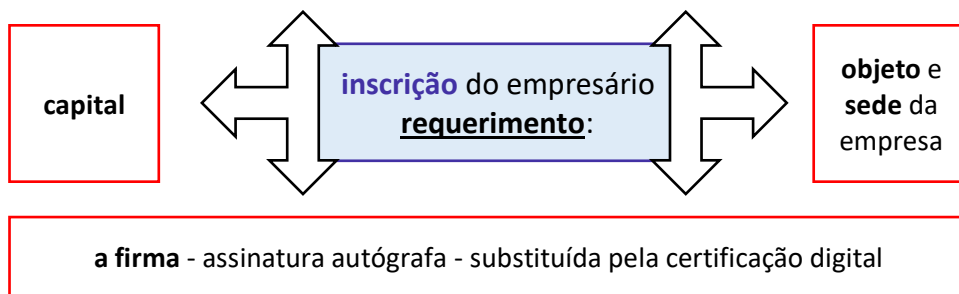 capital
inscrição do empresário
requerimento:
objeto e
sede da
empresa
a firma - assinatura autógrafa - substituída pela certificação digital